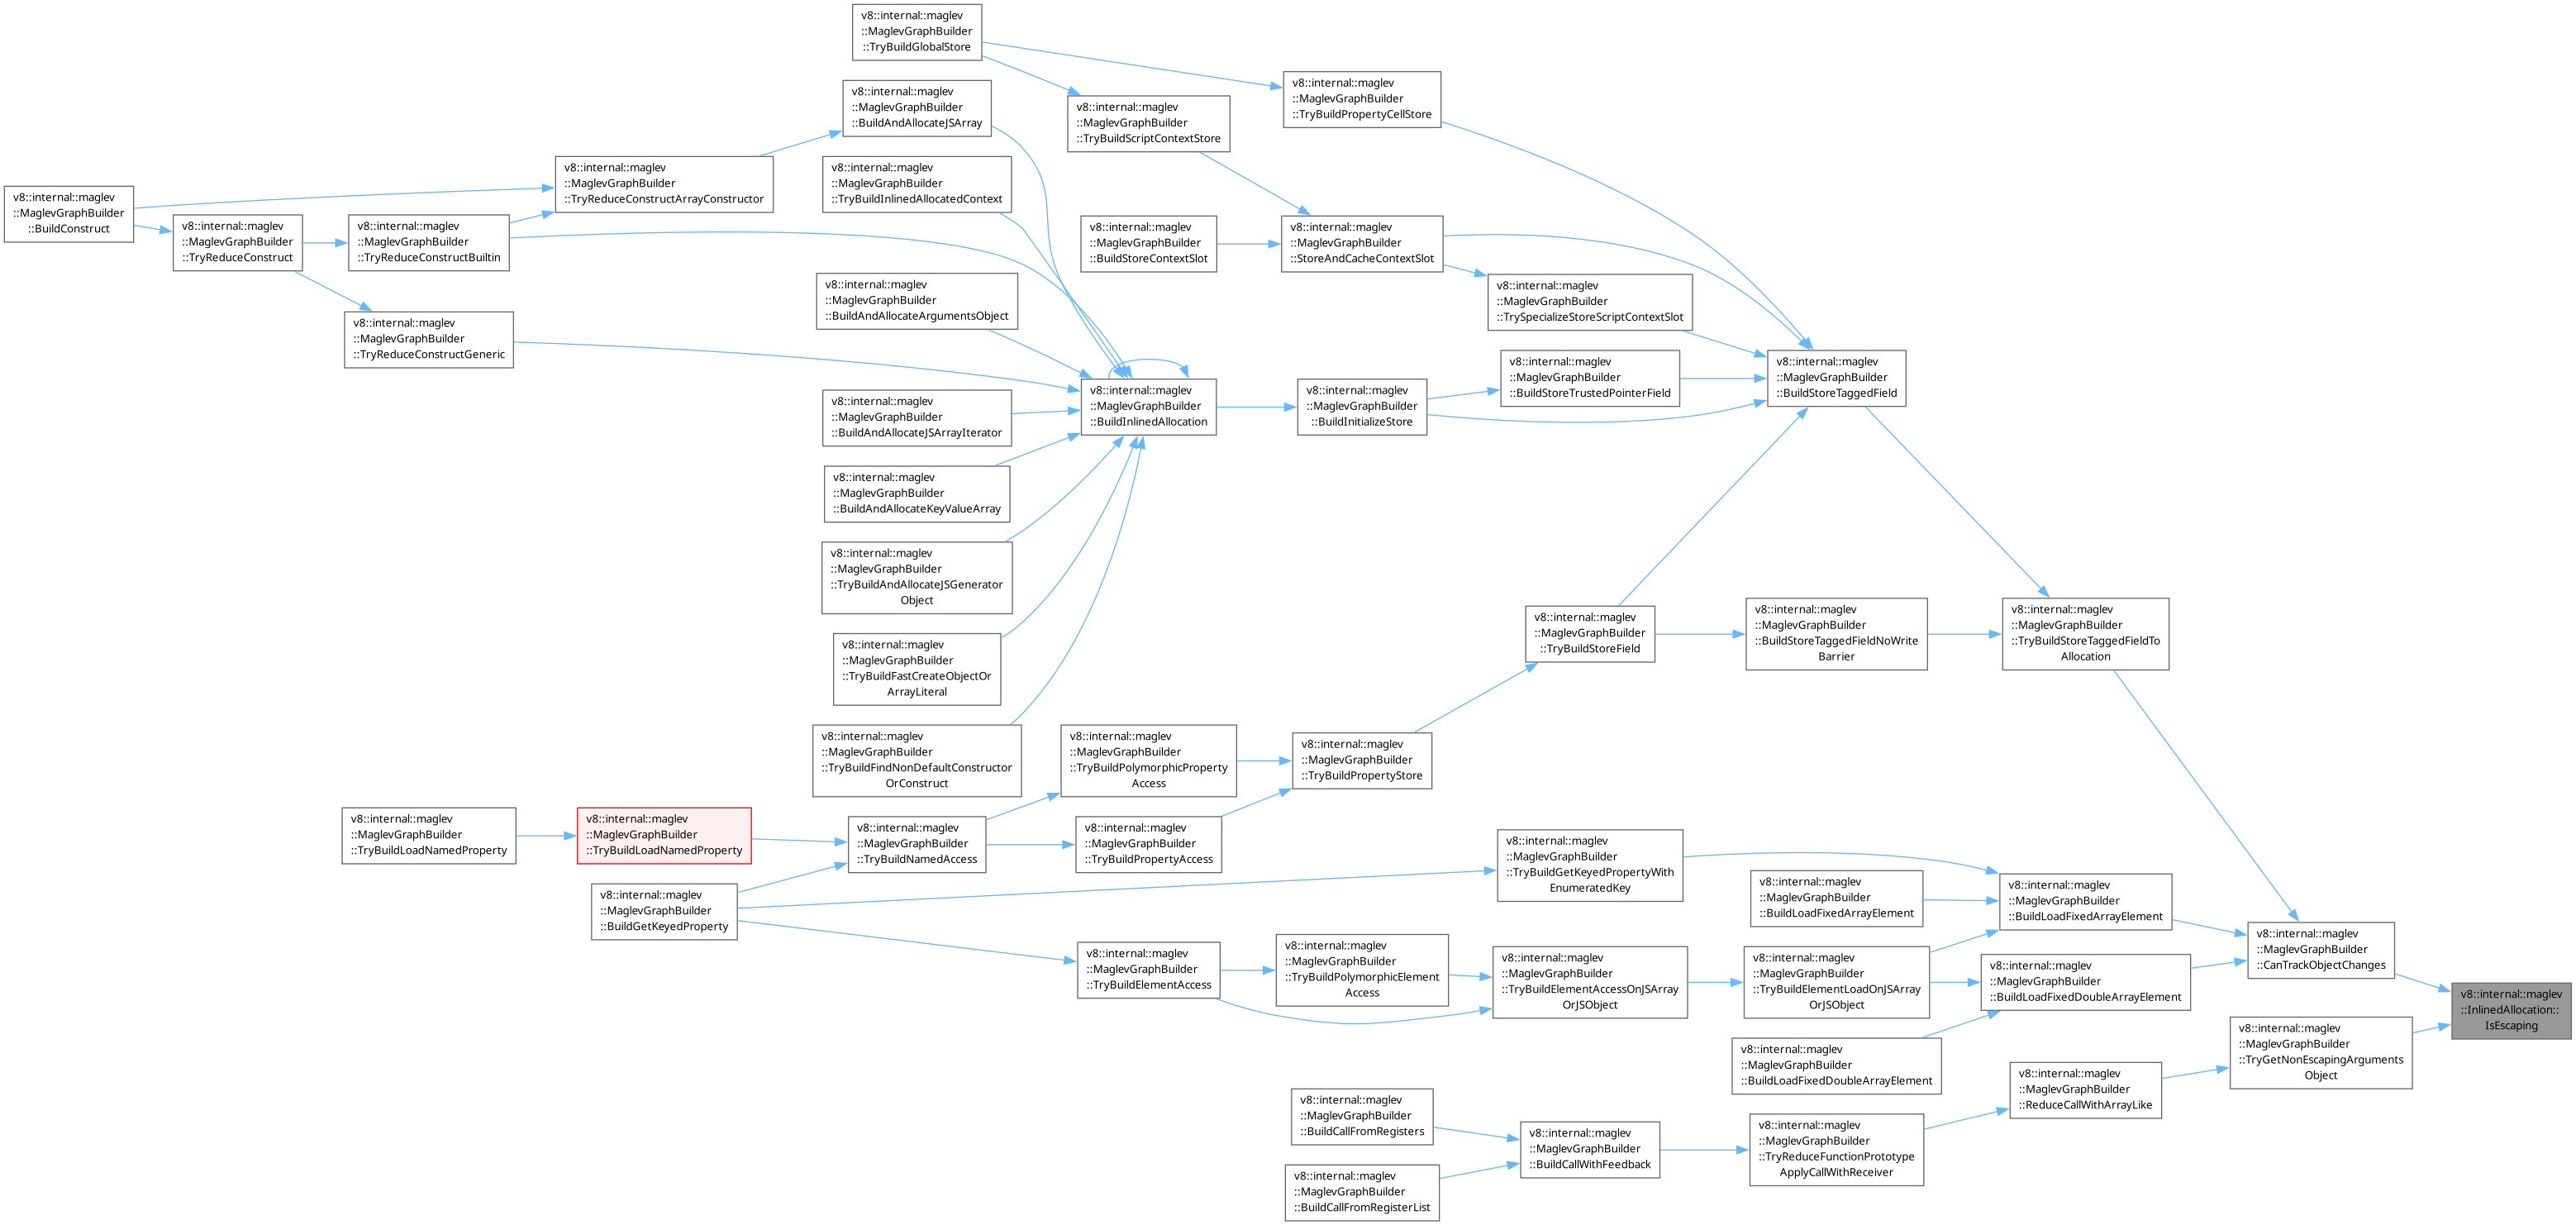 v8::internal::maglev
::MaglevGraphBuilder
::TryBuildGlobalStore
v8::internal::maglev
::MaglevGraphBuilder
::TryBuildPropertyCellStore
v8::internal::maglev
::MaglevGraphBuilder
::BuildAndAllocateJSArray
v8::internal::maglev
::MaglevGraphBuilder
::TryBuildScriptContextStore
v8::internal::maglev
::MaglevGraphBuilder
::TryReduceConstructArrayConstructor
v8::internal::maglev
::MaglevGraphBuilder
::TryBuildInlinedAllocatedContext
v8::internal::maglev
::MaglevGraphBuilder
::BuildConstruct
v8::internal::maglev
::MaglevGraphBuilder
::TryReduceConstruct
v8::internal::maglev
::MaglevGraphBuilder
::TryReduceConstructBuiltin
v8::internal::maglev
::MaglevGraphBuilder
::BuildStoreContextSlot
v8::internal::maglev
::MaglevGraphBuilder
::StoreAndCacheContextSlot
v8::internal::maglev
::MaglevGraphBuilder
::BuildAndAllocateArgumentsObject
v8::internal::maglev
::MaglevGraphBuilder
::TrySpecializeStoreScriptContextSlot
v8::internal::maglev
::MaglevGraphBuilder
::TryReduceConstructGeneric
v8::internal::maglev
::MaglevGraphBuilder
::BuildStoreTrustedPointerField
v8::internal::maglev
::MaglevGraphBuilder
::BuildStoreTaggedField
v8::internal::maglev
::MaglevGraphBuilder
::BuildAndAllocateJSArrayIterator
v8::internal::maglev
::MaglevGraphBuilder
::BuildInlinedAllocation
v8::internal::maglev
::MaglevGraphBuilder
::BuildInitializeStore
v8::internal::maglev
::MaglevGraphBuilder
::BuildAndAllocateKeyValueArray
v8::internal::maglev
::MaglevGraphBuilder
::TryBuildAndAllocateJSGenerator
Object
v8::internal::maglev
::MaglevGraphBuilder
::TryBuildFastCreateObjectOr
ArrayLiteral
v8::internal::maglev
::MaglevGraphBuilder
::TryBuildStoreField
v8::internal::maglev
::MaglevGraphBuilder
::BuildStoreTaggedFieldNoWrite
Barrier
v8::internal::maglev
::MaglevGraphBuilder
::TryBuildStoreTaggedFieldTo
Allocation
v8::internal::maglev
::MaglevGraphBuilder
::TryBuildFindNonDefaultConstructor
OrConstruct
v8::internal::maglev
::MaglevGraphBuilder
::TryBuildPolymorphicProperty
Access
v8::internal::maglev
::MaglevGraphBuilder
::TryBuildPropertyStore
v8::internal::maglev
::MaglevGraphBuilder
::TryBuildLoadNamedProperty
v8::internal::maglev
::MaglevGraphBuilder
::TryBuildLoadNamedProperty
v8::internal::maglev
::MaglevGraphBuilder
::TryBuildNamedAccess
v8::internal::maglev
::MaglevGraphBuilder
::TryBuildPropertyAccess
v8::internal::maglev
::MaglevGraphBuilder
::TryBuildGetKeyedPropertyWith
EnumeratedKey
v8::internal::maglev
::MaglevGraphBuilder
::BuildLoadFixedArrayElement
v8::internal::maglev
::MaglevGraphBuilder
::BuildLoadFixedArrayElement
v8::internal::maglev
::MaglevGraphBuilder
::BuildGetKeyedProperty
v8::internal::maglev
::MaglevGraphBuilder
::CanTrackObjectChanges
v8::internal::maglev
::MaglevGraphBuilder
::TryBuildElementAccess
v8::internal::maglev
::MaglevGraphBuilder
::TryBuildPolymorphicElement
Access
v8::internal::maglev
::MaglevGraphBuilder
::TryBuildElementAccessOnJSArray
OrJSObject
v8::internal::maglev
::MaglevGraphBuilder
::TryBuildElementLoadOnJSArray
OrJSObject
v8::internal::maglev
::MaglevGraphBuilder
::BuildLoadFixedDoubleArrayElement
v8::internal::maglev
::InlinedAllocation::
IsEscaping
v8::internal::maglev
::MaglevGraphBuilder
::TryGetNonEscapingArguments
Object
v8::internal::maglev
::MaglevGraphBuilder
::BuildLoadFixedDoubleArrayElement
v8::internal::maglev
::MaglevGraphBuilder
::ReduceCallWithArrayLike
v8::internal::maglev
::MaglevGraphBuilder
::BuildCallFromRegisters
v8::internal::maglev
::MaglevGraphBuilder
::BuildCallWithFeedback
v8::internal::maglev
::MaglevGraphBuilder
::TryReduceFunctionPrototype
ApplyCallWithReceiver
v8::internal::maglev
::MaglevGraphBuilder
::BuildCallFromRegisterList